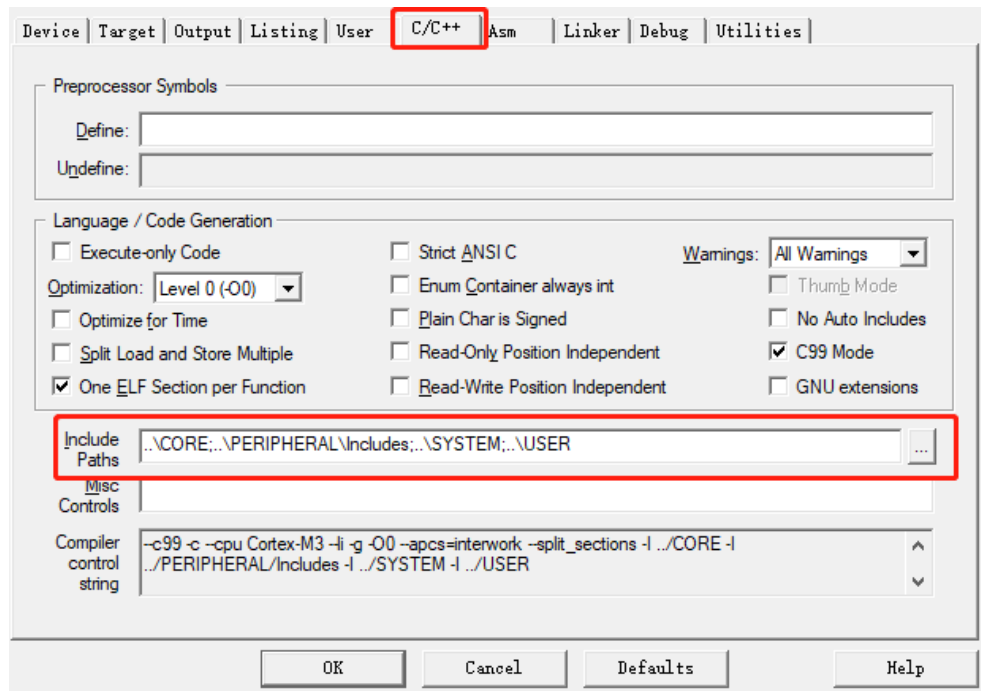 Device Target Output Listing User C/C++ Asm Linker Debug Utilities
Preprocessor Symbols
Define:
Undefine:
Language / Code Generation
Execute-only Code Strict ANSI C Warnings: All Warnings
Optimization: Level 0 (-O0) Enum Container always int Thumb Mode
Optimize for Time Plain Char is Signed No Auto Includes
Split Load and Store Multiple Read-Only Position Independent C99 Mode
One ELF Section per Function Read-Write Position Independent GNU extensions
Include
Paths
..\CORE;..\PERIPHERAL\Includes;..\SYSTEM;..\USER
...
Misc
Controls
Compiler
control
string
--c99 -c --cpu Cortex-M3 --li -g -O0 --apcs=interwork --split_sections -I ../CORE -I
../PERIPHERAL/Includes -I ../SYSTEM -I ../USER
OK Cancel Defaults Help